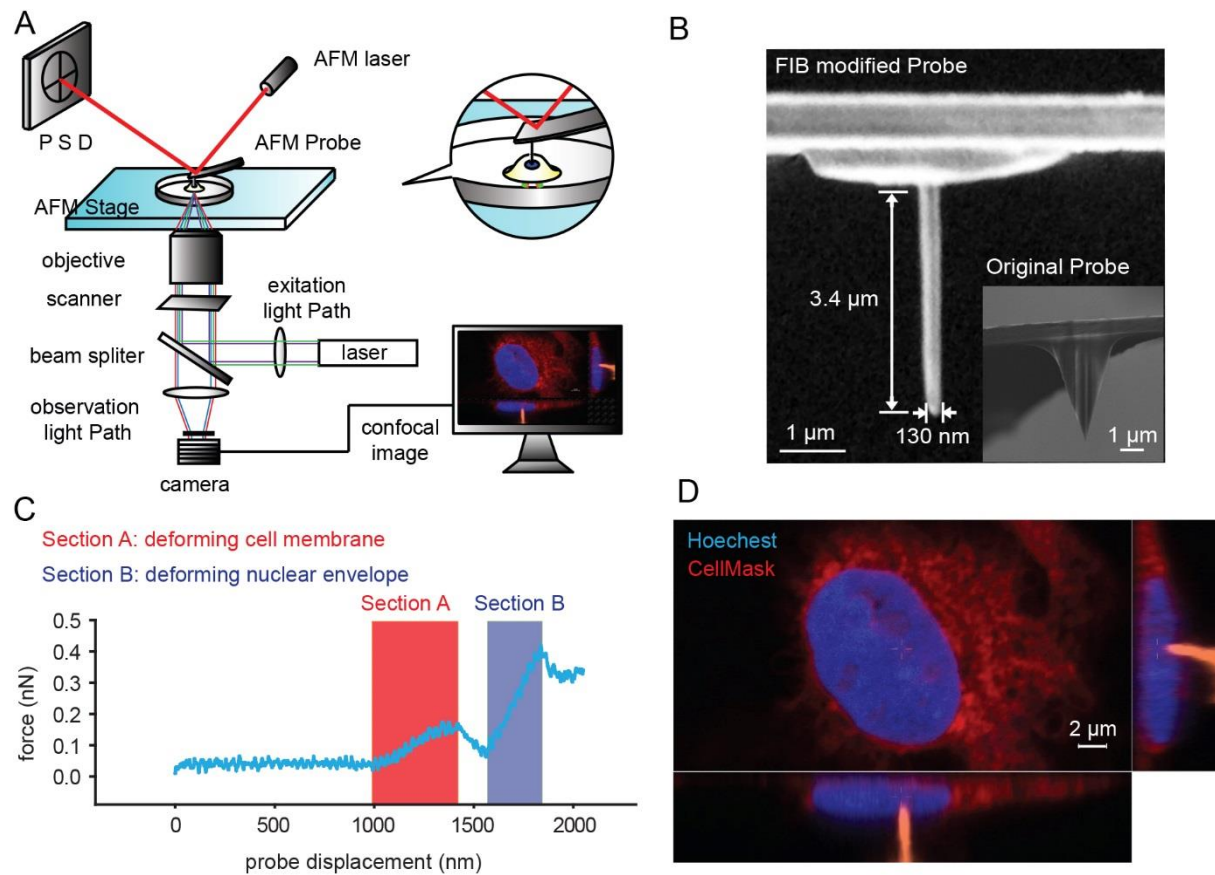 A
AFM laser
P S D
AFM Probe
AFM Stage
objective
scanner
exitation
light Path
beam spliter
laser
observation
light Path
confocal
image
camera
B
FIB modified Probe
3.4 μm
Original Probe
1 μm
130 nm
1 μm
C
Section A: deforming cell membrane
Section B: deforming nuclear envelope
Section A
Section B
force (nN)
0.5
0.4
0.3
0.2
0.1
0.0
0
500
1000
1500
2000
probe displacement (nm)
D
Hoechest
CellMask
2 μm